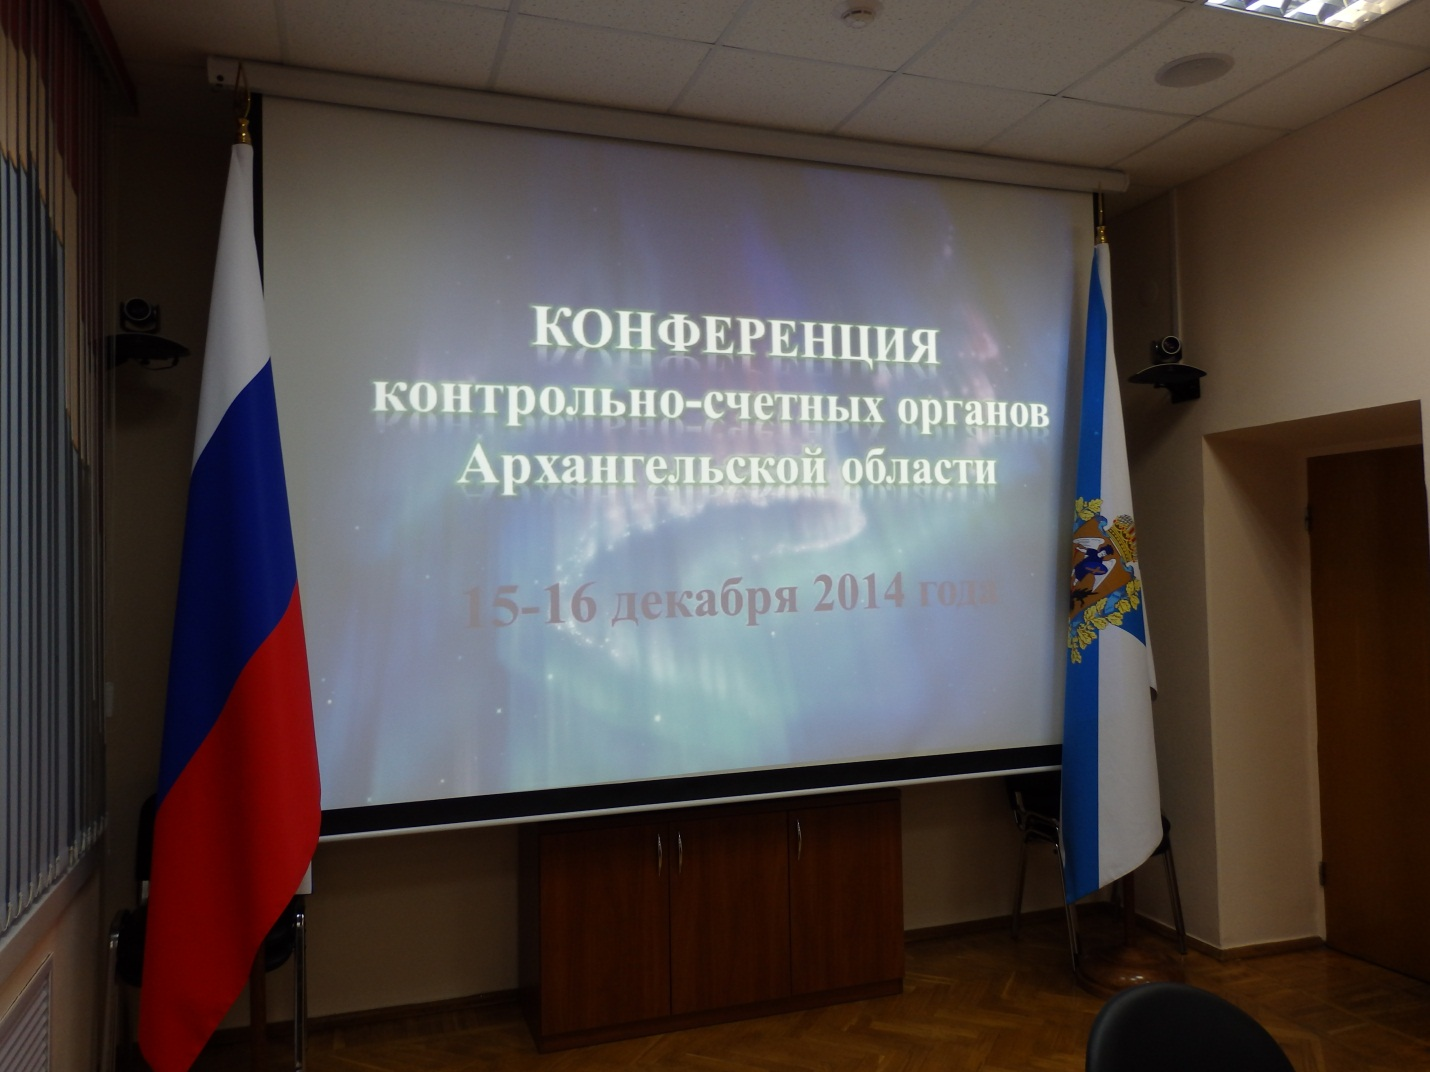 КОНФЕРЕНЦИЯ
контрольно-счетных органов
Архангельской области
15-16 декабря 2014 года